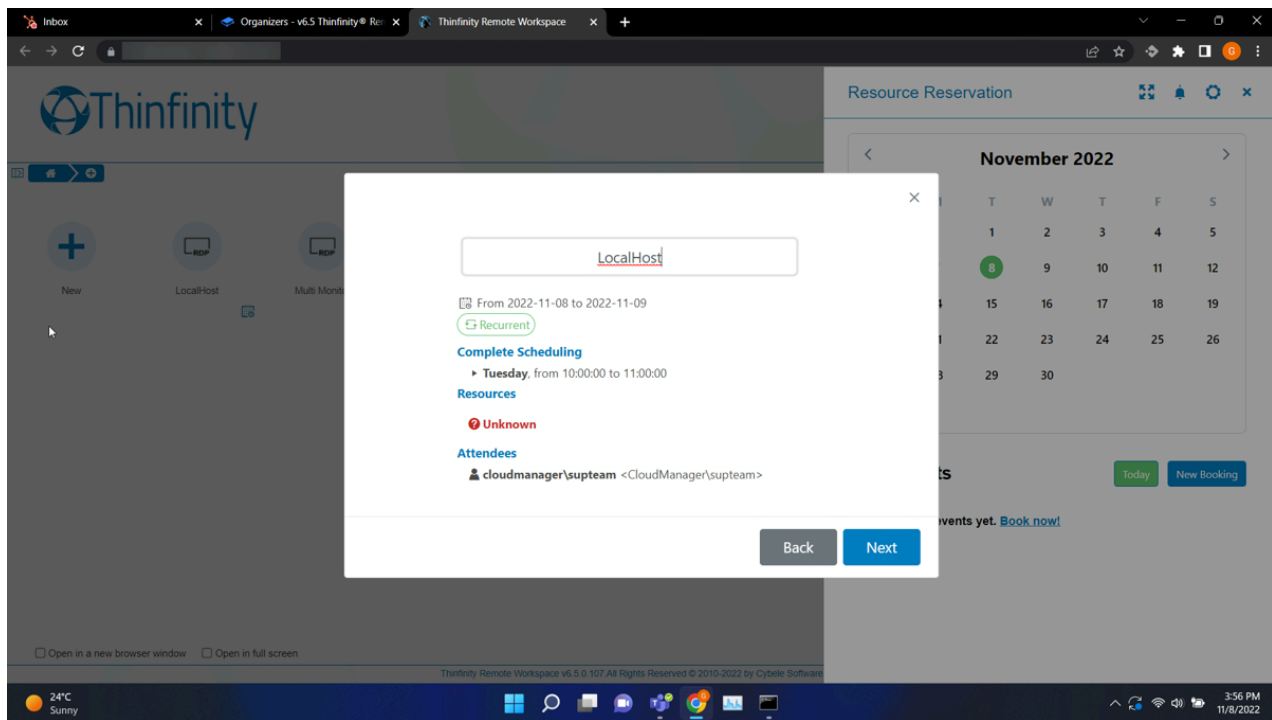 Inbox
Organizers - v6.5 Thinfinity® Re
Thinfinity Remote Workspace
G
Thinfinity
Resource Reservation
November 2022
T W T F S
1 2 3 4 5
8 9 10 11 12
15 16 17 18 19
22 23 24 25 26
29 30
RDP
RDP
New
LocalHost
Multi Monit
LocalHost
From 2022-11-08 to 2022-11-09
Recurrent
Complete Scheduling
Tuesday, from 10:00:00 to 11:00:00
Resources
Unknown
Attendees
cloudmanager\supteam <CloudManager\supteam>
Back
Next
ts
Today
New Booking
vents yet. Book now!
Open in a new browser window
Open in full screen
Thinfinity Remote Workspace v6.5.0.107 All Rights Reserved © 2010-2022 by Cybele Software
24°C
Sunny
3:56 PM
11/8/2022